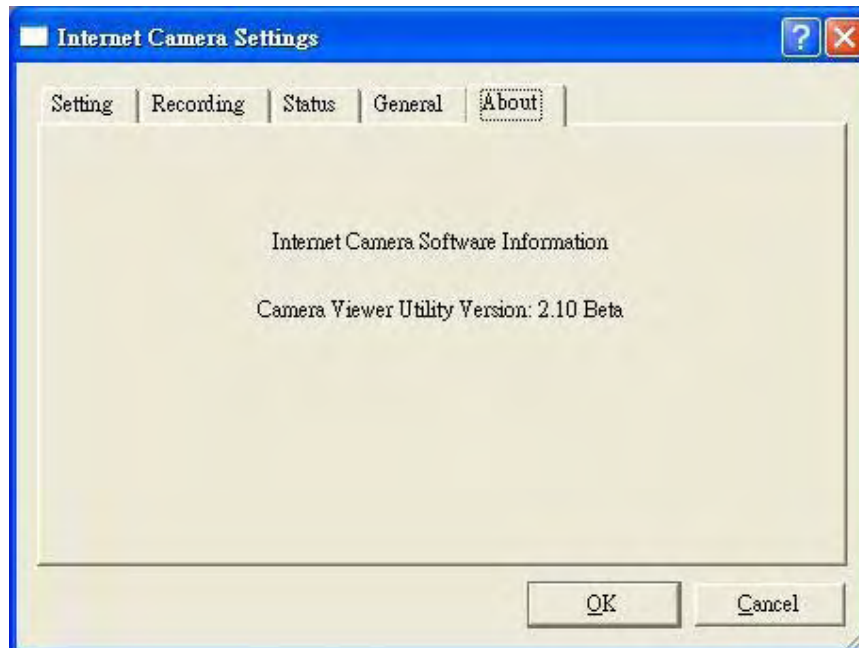 Internet Camera Settings
Setting Recording Status General About
Internet Camera Software Information
Camera Viewer Utility Version: 2.10 Beta
OK Cancel